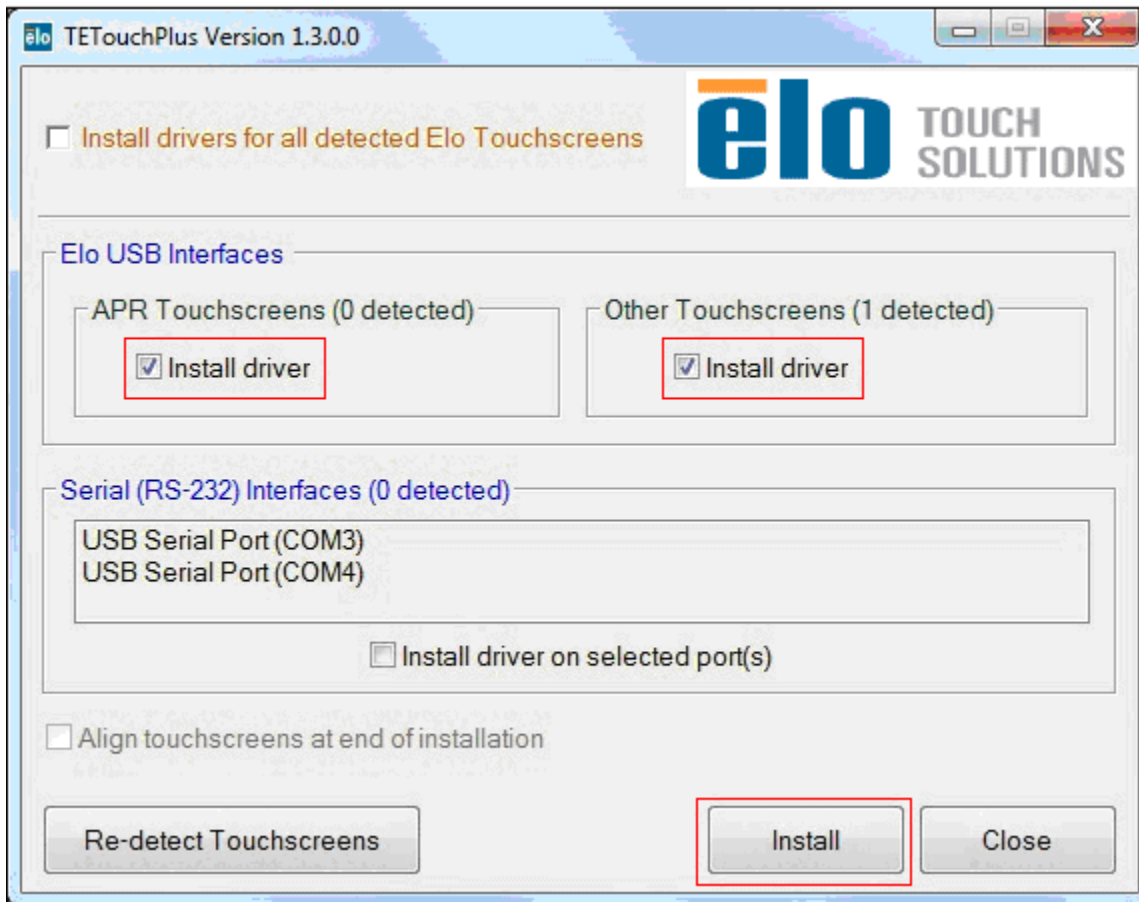 elo TETouchPlus Version 1.3.0.0
Install drivers for all detected Elo Touchscreens
ēlo TOUCH
SOLUTIONS
Elo USB Interfaces
APR Touchscreens (0 detected)
Install driver
Other Touchscreens (1 detected)
Install driver
Serial (RS-232) Interfaces (0 detected)
USB Serial Port (COM3)
USB Serial Port (COM4)
Install driver on selected port(s)
Align touchscreens at end of installation
Re-detect Touchscreens
Install
Close